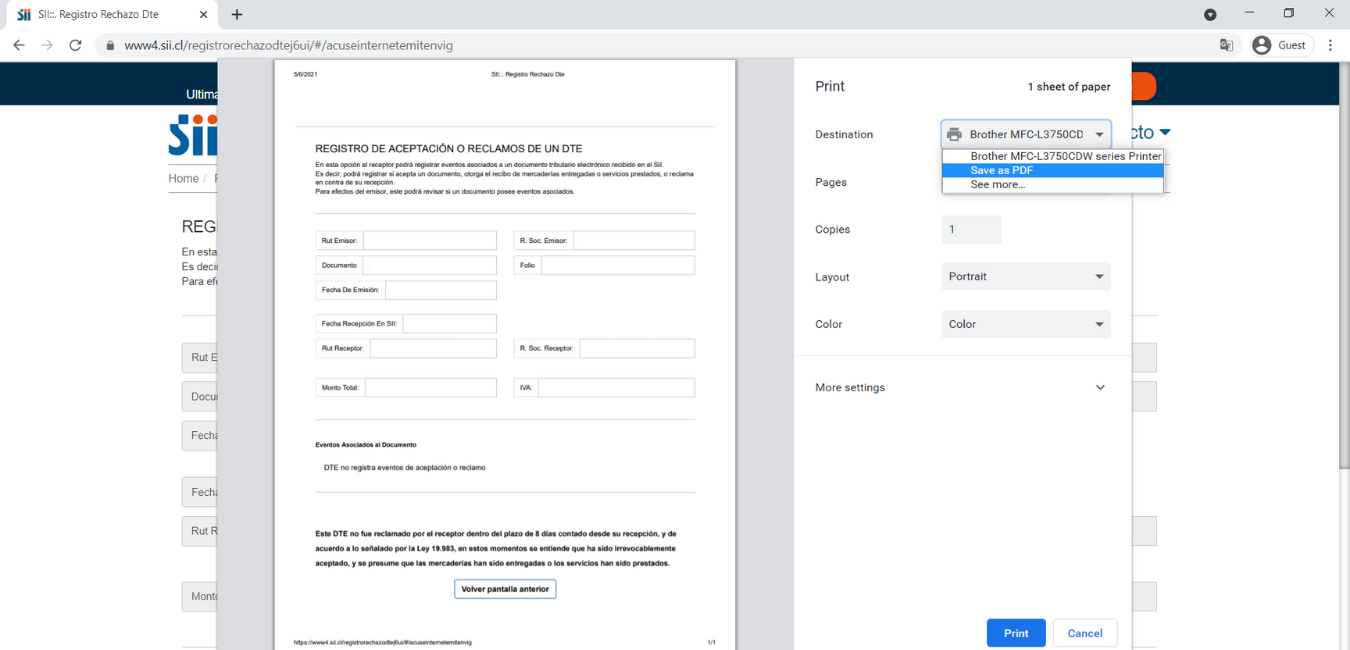 SII::. Registro Rechazo Dte
www4.sii.cl/registrorechazodtej6ui/#/acuseinternetemitenvig
Guest
5/6/2021
SII::. Registro Rechazo Dte
Print
1 sheet of paper
Ultima
sii
Destination
Brother MFC-L3750CD
cto
REGISTRO DE ACEPTACIÓN O RECLAMOS DE UN DTE
Brother MFC-L3750CDW series Printer
En esta opción el receptor podrá registrar eventos asociados a un documento tributario electrónico recibido en el SII.
Save as PDF
Es decir, podrá registrar si acepta un documento, otorga el recibo de mercaderías entregadas o servicios prestados, o reclama
en contra de su recepción.
Home /
Pages
See more...
Para efectos del emisor, este podrá revisar si un documento posee eventos asociados.
REG
Copies
1
Rut Emisor:
R. Soc. Emisor:
En esta
Es deci
Documento
Folio
Para efe
Layout
Portrait
Fecha De Emisión:
Fecha Recepción En SII:
Color
Color
Rut Receptor:
R. Soc. Receptor:
Rut E
Monto Total:
IVA:
More settings
Docu
Fecha
Eventos Asociados al Documento
DTE no registra eventos de aceptación o reclamo
Fecha
Rut R
Este DTE no fue reclamado por el receptor dentro del plazo de 8 días contado desde su recepción, y de
acuerdo a lo señalado por la Ley 19.983, en estos momentos se entiende que ha sido irrevocablemente
aceptado, y se presume que las mercaderías han sido entregadas o los servicios han sido prestados.
Volver pantalla anterior
Monto
Print
Cancel
https://www4.sii.cl/registrorechazodtej6ui/#/acuseinternetemitenvig
1/1